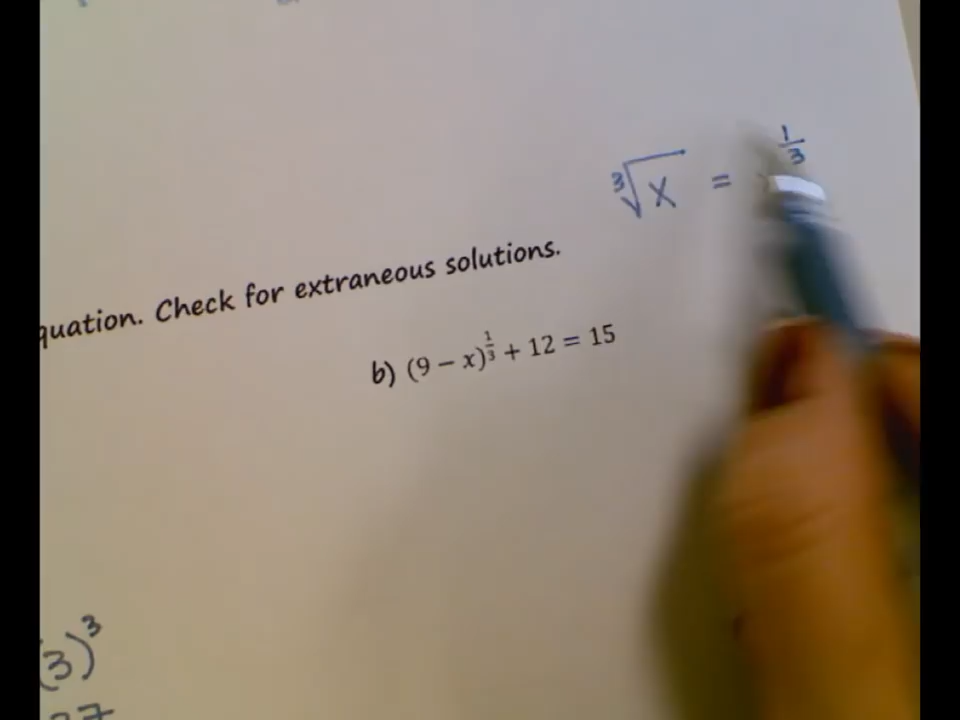 ∛x = 1/3
quation. Check for extraneous solutions.
b) (9 − x)^(1/3) + 12 = 15
3)^3